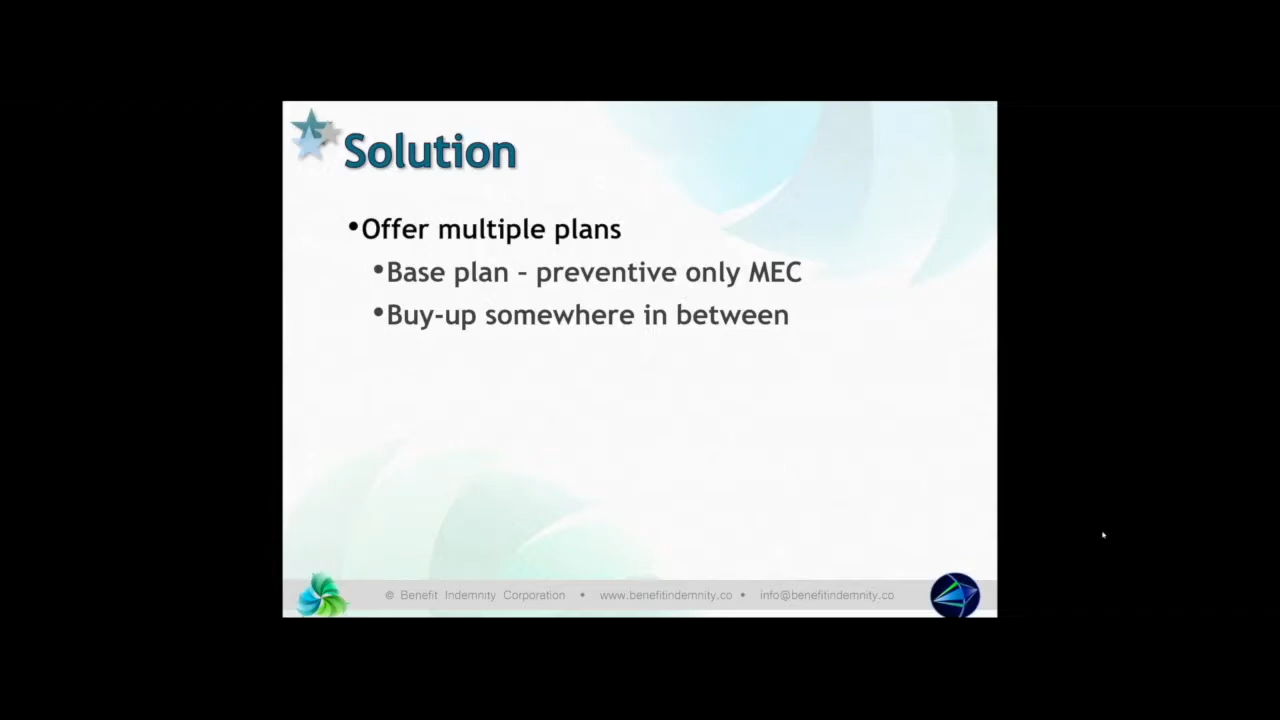 Solution
•Offer multiple plans
•Base plan – preventive only MEC
•Buy-up somewhere in between
© Benefit Indemnity Corporation • www.benefitindemnity.co • info@benefitindemnity.co